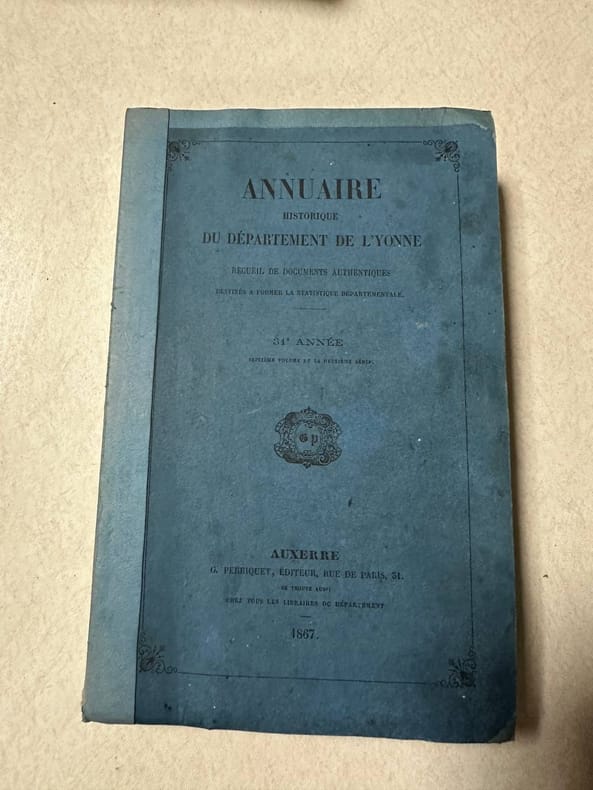 ANNUAIRE
HISTORIQUE
DU DÉPARTEMENT DE L'YONNE
RECUEIL DE DOCUMENTS AUTHENTIQUES
DESTINÉS A FORMER LA STATISTIQUE DÉPARTEMENTALE.
31e ANNÉE
SEPTIÈME VOLUME DE LA DEUXIÈME SÉRIE.
G P
AUXERRE
G. PERRIQUET, ÉDITEUR, RUE DE PARIS, 31.
SE TROUVE AUSSI
CHEZ TOUS LES LIBRAIRES DU DÉPARTEMENT
1867.